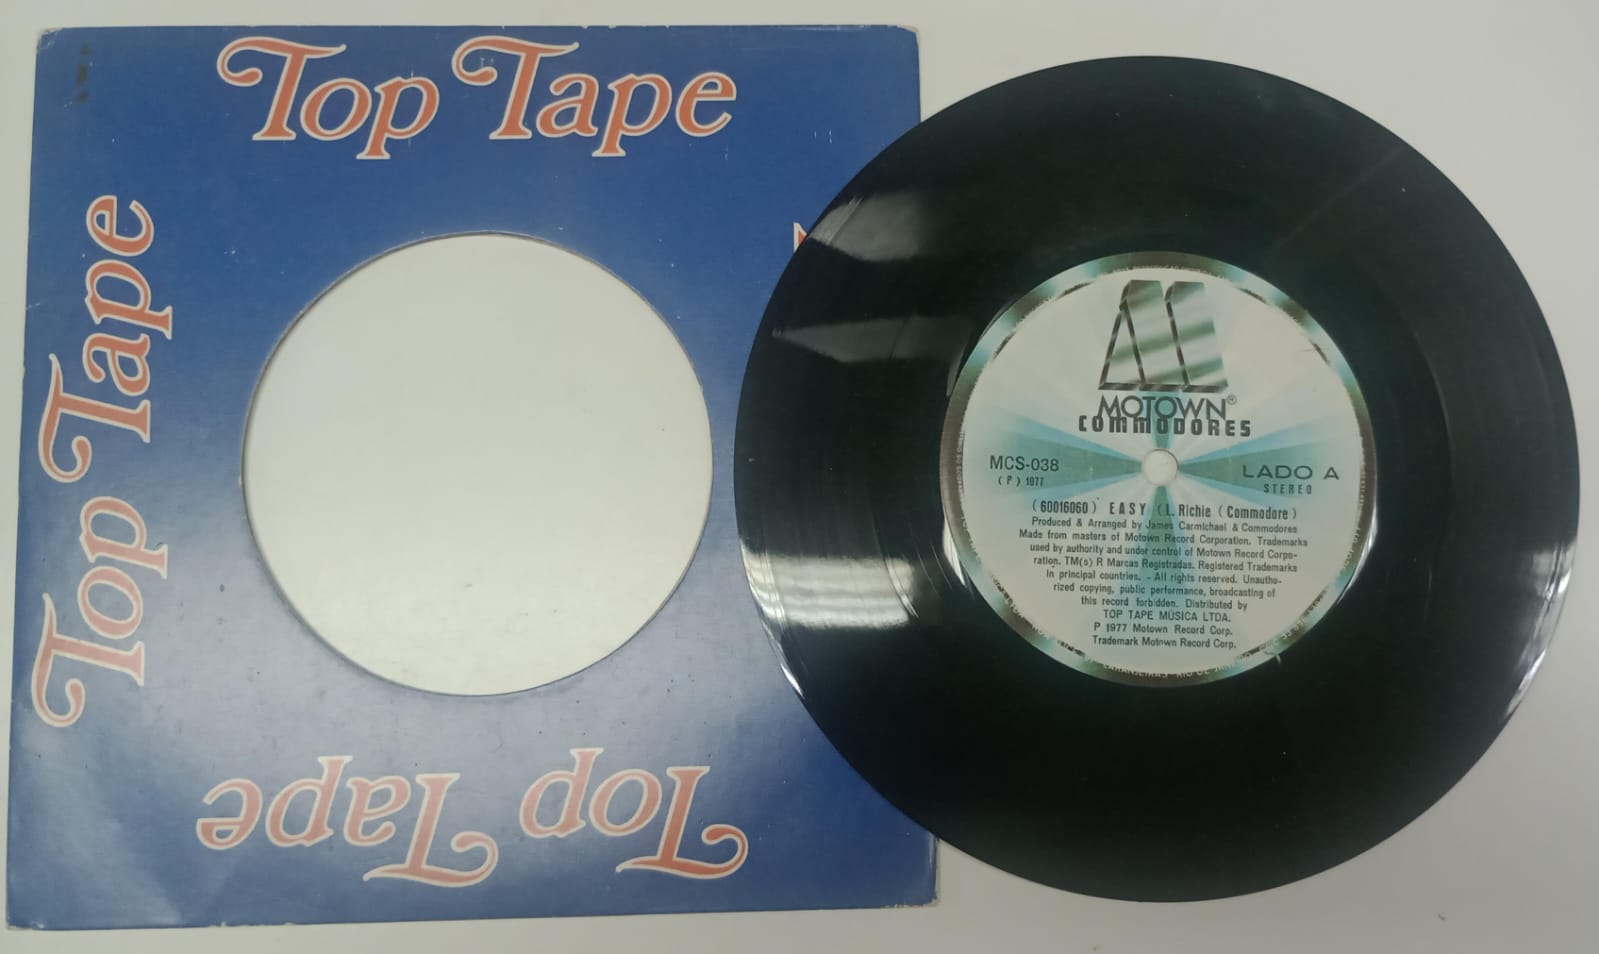 Top Tape
Top Tape
Top Tape
MOTOWN®
COMMODORES
MCS-038
LADO A
(P) 1977
STEREO
(60016060) EASY (L. Richie (Commodore)
Produced & Arranged by James Carmichael & Commodores
Made from masters of Motown Record Corporation. Trademarks
used by authority and under control of Motown Record Corpo-
ration. TM(s) R Marcas Registradas. Registered Trademarks
in principal countries. - All rights reserved. Unautho-
rized copying, public performance, broadcasting of
this record forbidden. Distributed by
TOP TAPE MÚSICA LTDA.
P 1977 Motown Record Corp.
Trademark Motown Record Corp.